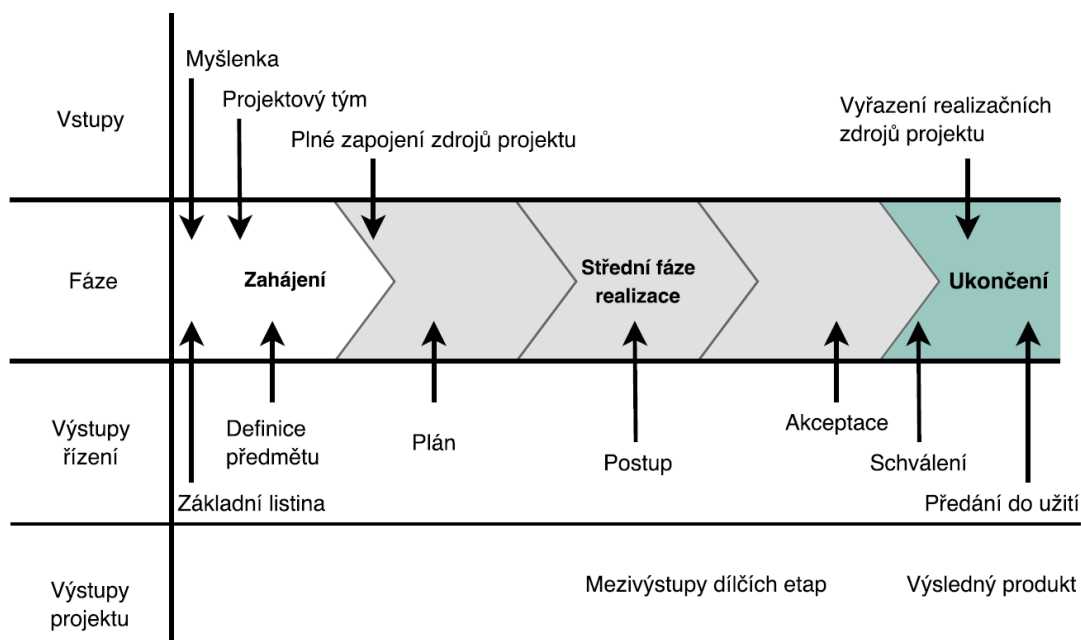 Vstupy
Myšlenka
Projektový tým
Plné zapojení zdrojů projektu
Vyřazení realizačních
zdrojů projektu
Fáze
Zahájení
Střední fáze
realizace
Ukončení
Výstupy
řízení
Základní listina
Definice
předmětu
Plán
Postup
Akceptace
Schválení
Předání do užití
Výstupy
projektu
Mezivýstupy dílčích etap
Výsledný produkt